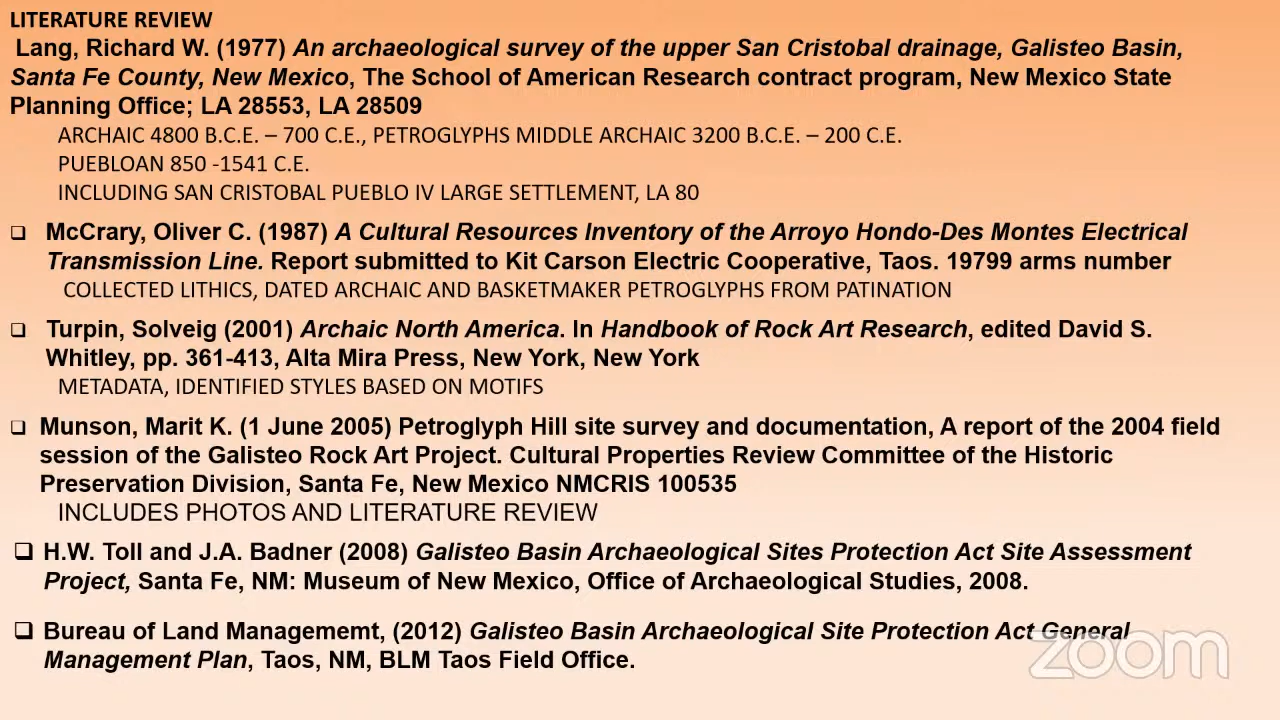 LITERATURE REVIEW
Lang, Richard W. (1977) An archaeological survey of the upper San Cristobal drainage, Galisteo Basin,
Santa Fe County, New Mexico, The School of American Research contract program, New Mexico State
Planning Office; LA 28553, LA 28509
ARCHAIC 4800 B.C.E. – 700 C.E., PETROGLYPHS MIDDLE ARCHAIC 3200 B.C.E. – 200 C.E.
PUEBLOAN 850 -1541 C.E.
INCLUDING SAN CRISTOBAL PUEBLO IV LARGE SETTLEMENT, LA 80
❑ McCrary, Oliver C. (1987) A Cultural Resources Inventory of the Arroyo Hondo-Des Montes Electrical
Transmission Line. Report submitted to Kit Carson Electric Cooperative, Taos. 19799 arms number
COLLECTED LITHICS, DATED ARCHAIC AND BASKETMAKER PETROGLYPHS FROM PATINATION
❑ Turpin, Solveig (2001) Archaic North America. In Handbook of Rock Art Research, edited David S.
Whitley, pp. 361-413, Alta Mira Press, New York, New York
METADATA, IDENTIFIED STYLES BASED ON MOTIFS
❑ Munson, Marit K. (1 June 2005) Petroglyph Hill site survey and documentation, A report of the 2004 field
session of the Galisteo Rock Art Project. Cultural Properties Review Committee of the Historic
Preservation Division, Santa Fe, New Mexico NMCRIS 100535
INCLUDES PHOTOS AND LITERATURE REVIEW
❑ H.W. Toll and J.A. Badner (2008) Galisteo Basin Archaeological Sites Protection Act Site Assessment
Project, Santa Fe, NM: Museum of New Mexico, Office of Archaeological Studies, 2008.
❑ Bureau of Land Managememt, (2012) Galisteo Basin Archaeological Site Protection Act General
Management Plan, Taos, NM, BLM Taos Field Office.
zoom